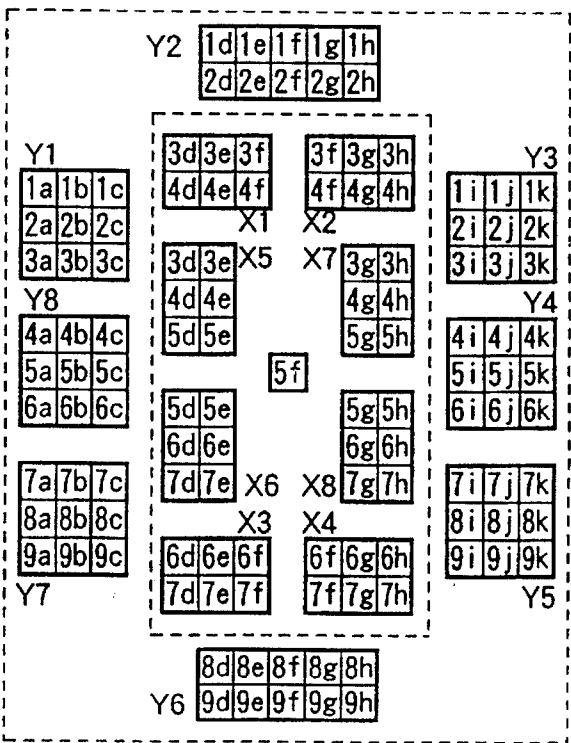 Y2
1d 1e 1f 1g 1h
2d 2e 2f 2g 2h
Y1
1a 1b 1c
2a 2b 2c
3a 3b 3c
3d 3e 3f
4d 4e 4f
X1
3f 3g 3h
4f 4g 4h
X2
Y3
1i 1j 1k
2i 2j 2k
3i 3j 3k
X5
3d 3e
4d 4e
5d 5e
X7
3g 3h
4g 4h
5g 5h
Y8
4a 4b 4c
5a 5b 5c
6a 6b 6c
5f
Y4
4i 4j 4k
5i 5j 5k
6i 6j 6k
5d 5e
6d 6e
7d 7e
X6
5g 5h
6g 6h
7g 7h
X8
7a 7b 7c
8a 8b 8c
9a 9b 9c
Y7
X3
6d 6e 6f
7d 7e 7f
X4
6f 6g 6h
7f 7g 7h
7i 7j 7k
8i 8j 8k
9i 9j 9k
Y5
Y6
8d 8e 8f 8g 8h
9d 9e 9f 9g 9h